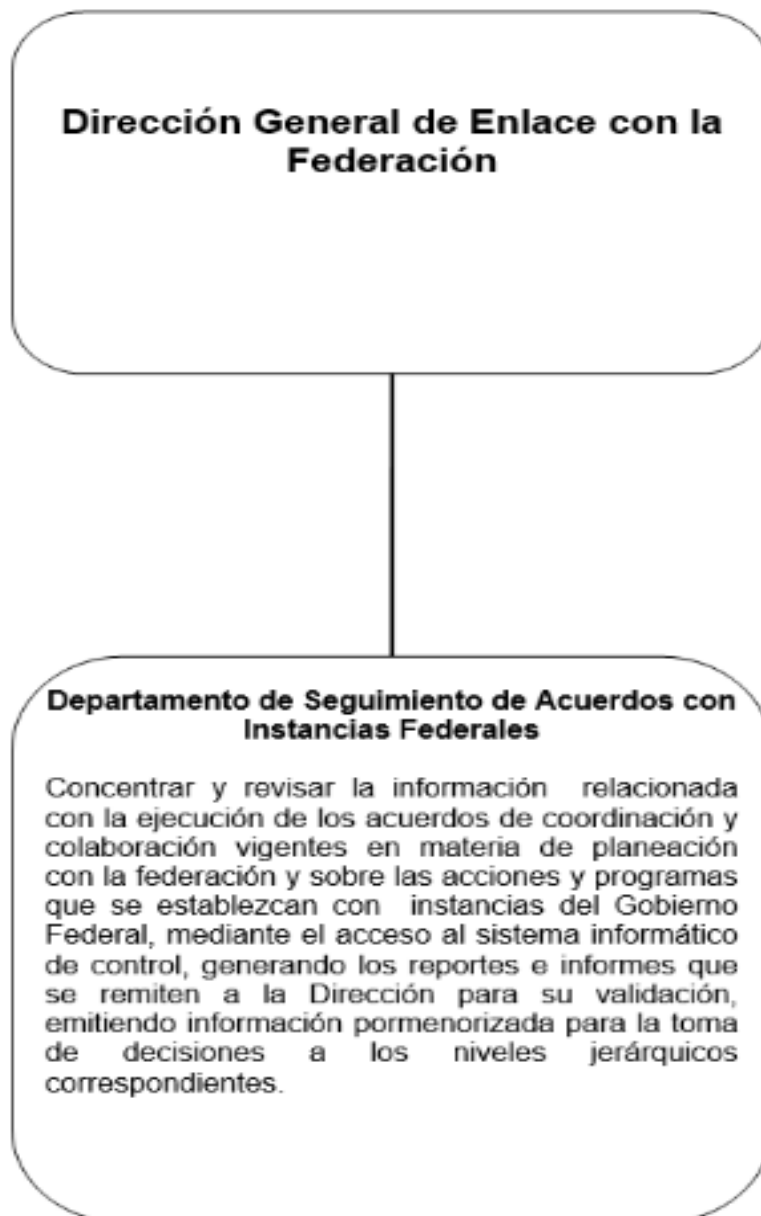 Dirección General de Enlace con la
Federación
Departamento de Seguimiento de Acuerdos con
Instancias Federales
Concentrar y revisar la información relacionada
con la ejecución de los acuerdos de coordinación y
colaboración vigentes en materia de planeación
con la federación y sobre las acciones y programas
que se establezcan con instancias del Gobierno
Federal, mediante el acceso al sistema informático
de control, generando los reportes e informes que
se remiten a la Dirección para su validación,
emitiendo información pormenorizada para la toma
de decisiones a los niveles jerárquicos
correspondientes.